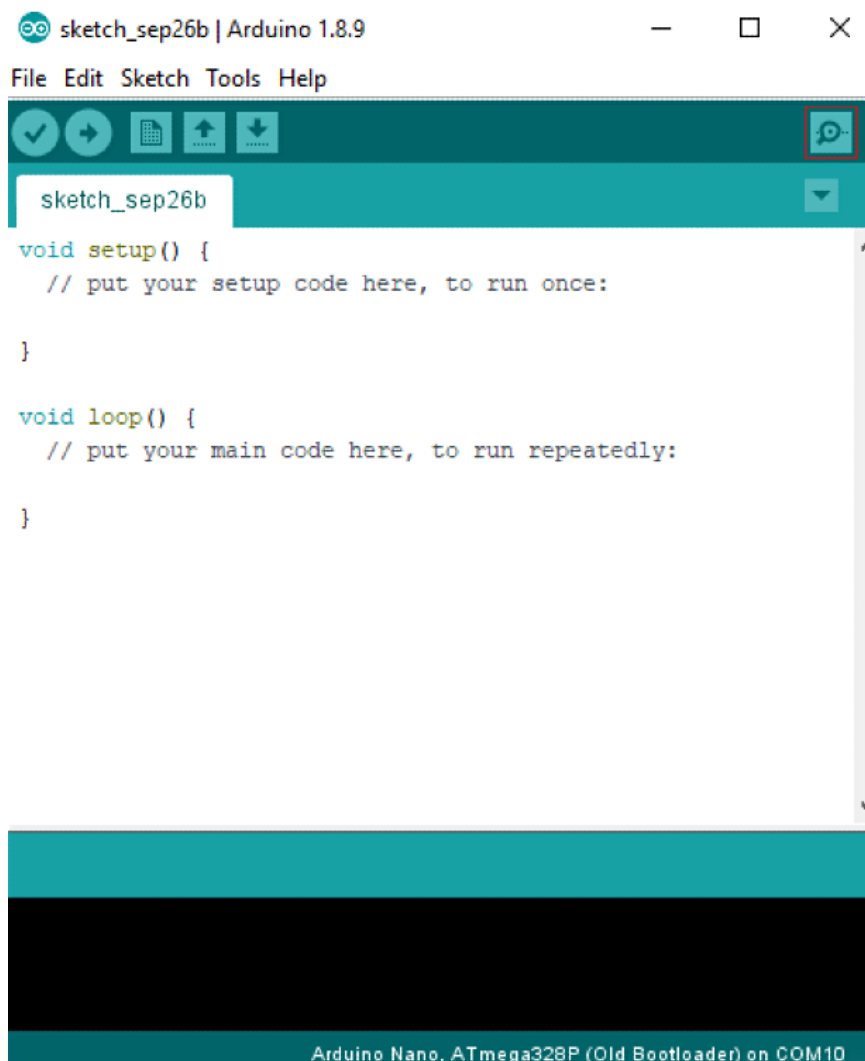 sketch_sep26b | Arduino 1.8.9
File Edit Sketch Tools Help
sketch_sep26b
void setup() {
  // put your setup code here, to run once:
}
void loop() {
  // put your main code here, to run repeatedly:
}
Arduino Nano, ATmega328P (Old Bootloader) on COM10